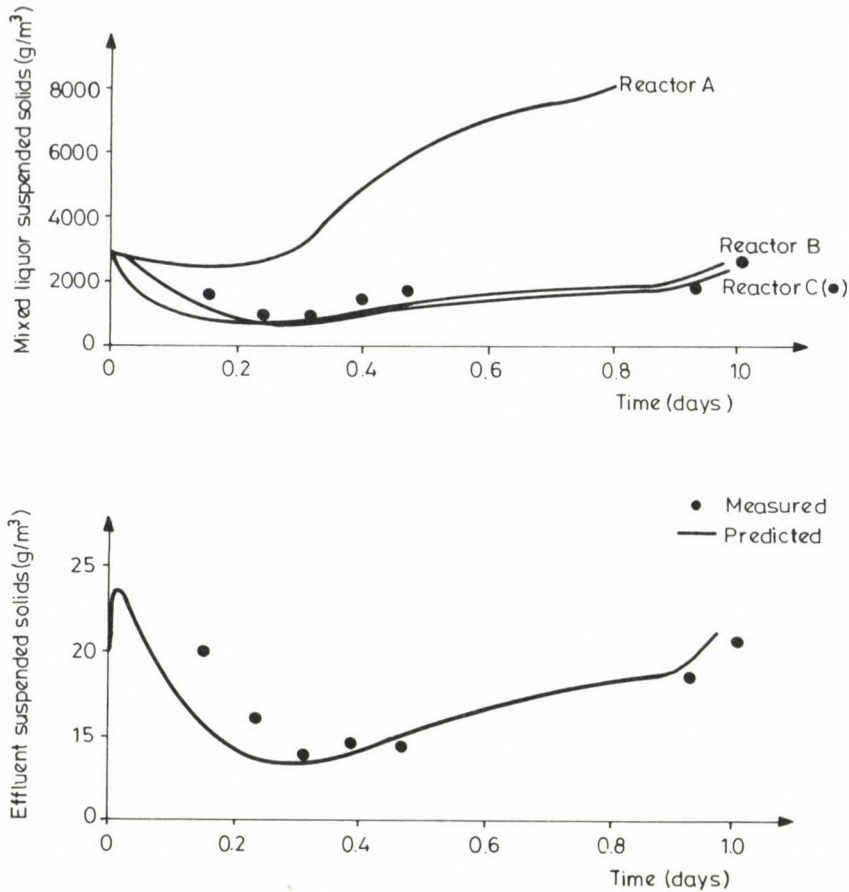 Mixed liquor suspended solids (g/m³)
8000
6000
4000
2000
0
Reactor A
Reactor B
Reactor C (●)
0 0.2 0.4 0.6 0.8 1.0
Time (days)
● Measured
— Predicted
Effluent suspended solids (g/m³)
25
20
15
0
0 0.2 0.4 0.6 0.8 1.0
Time (days)